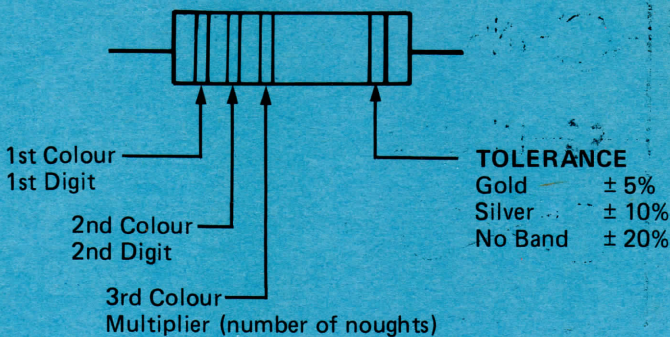 1st Colour
1st Digit
2nd Colour
2nd Digit
3rd Colour
Multiplier (number of noughts)
TOLERANCE
Gold ± 5%
Silver ± 10%
No Band ± 20%